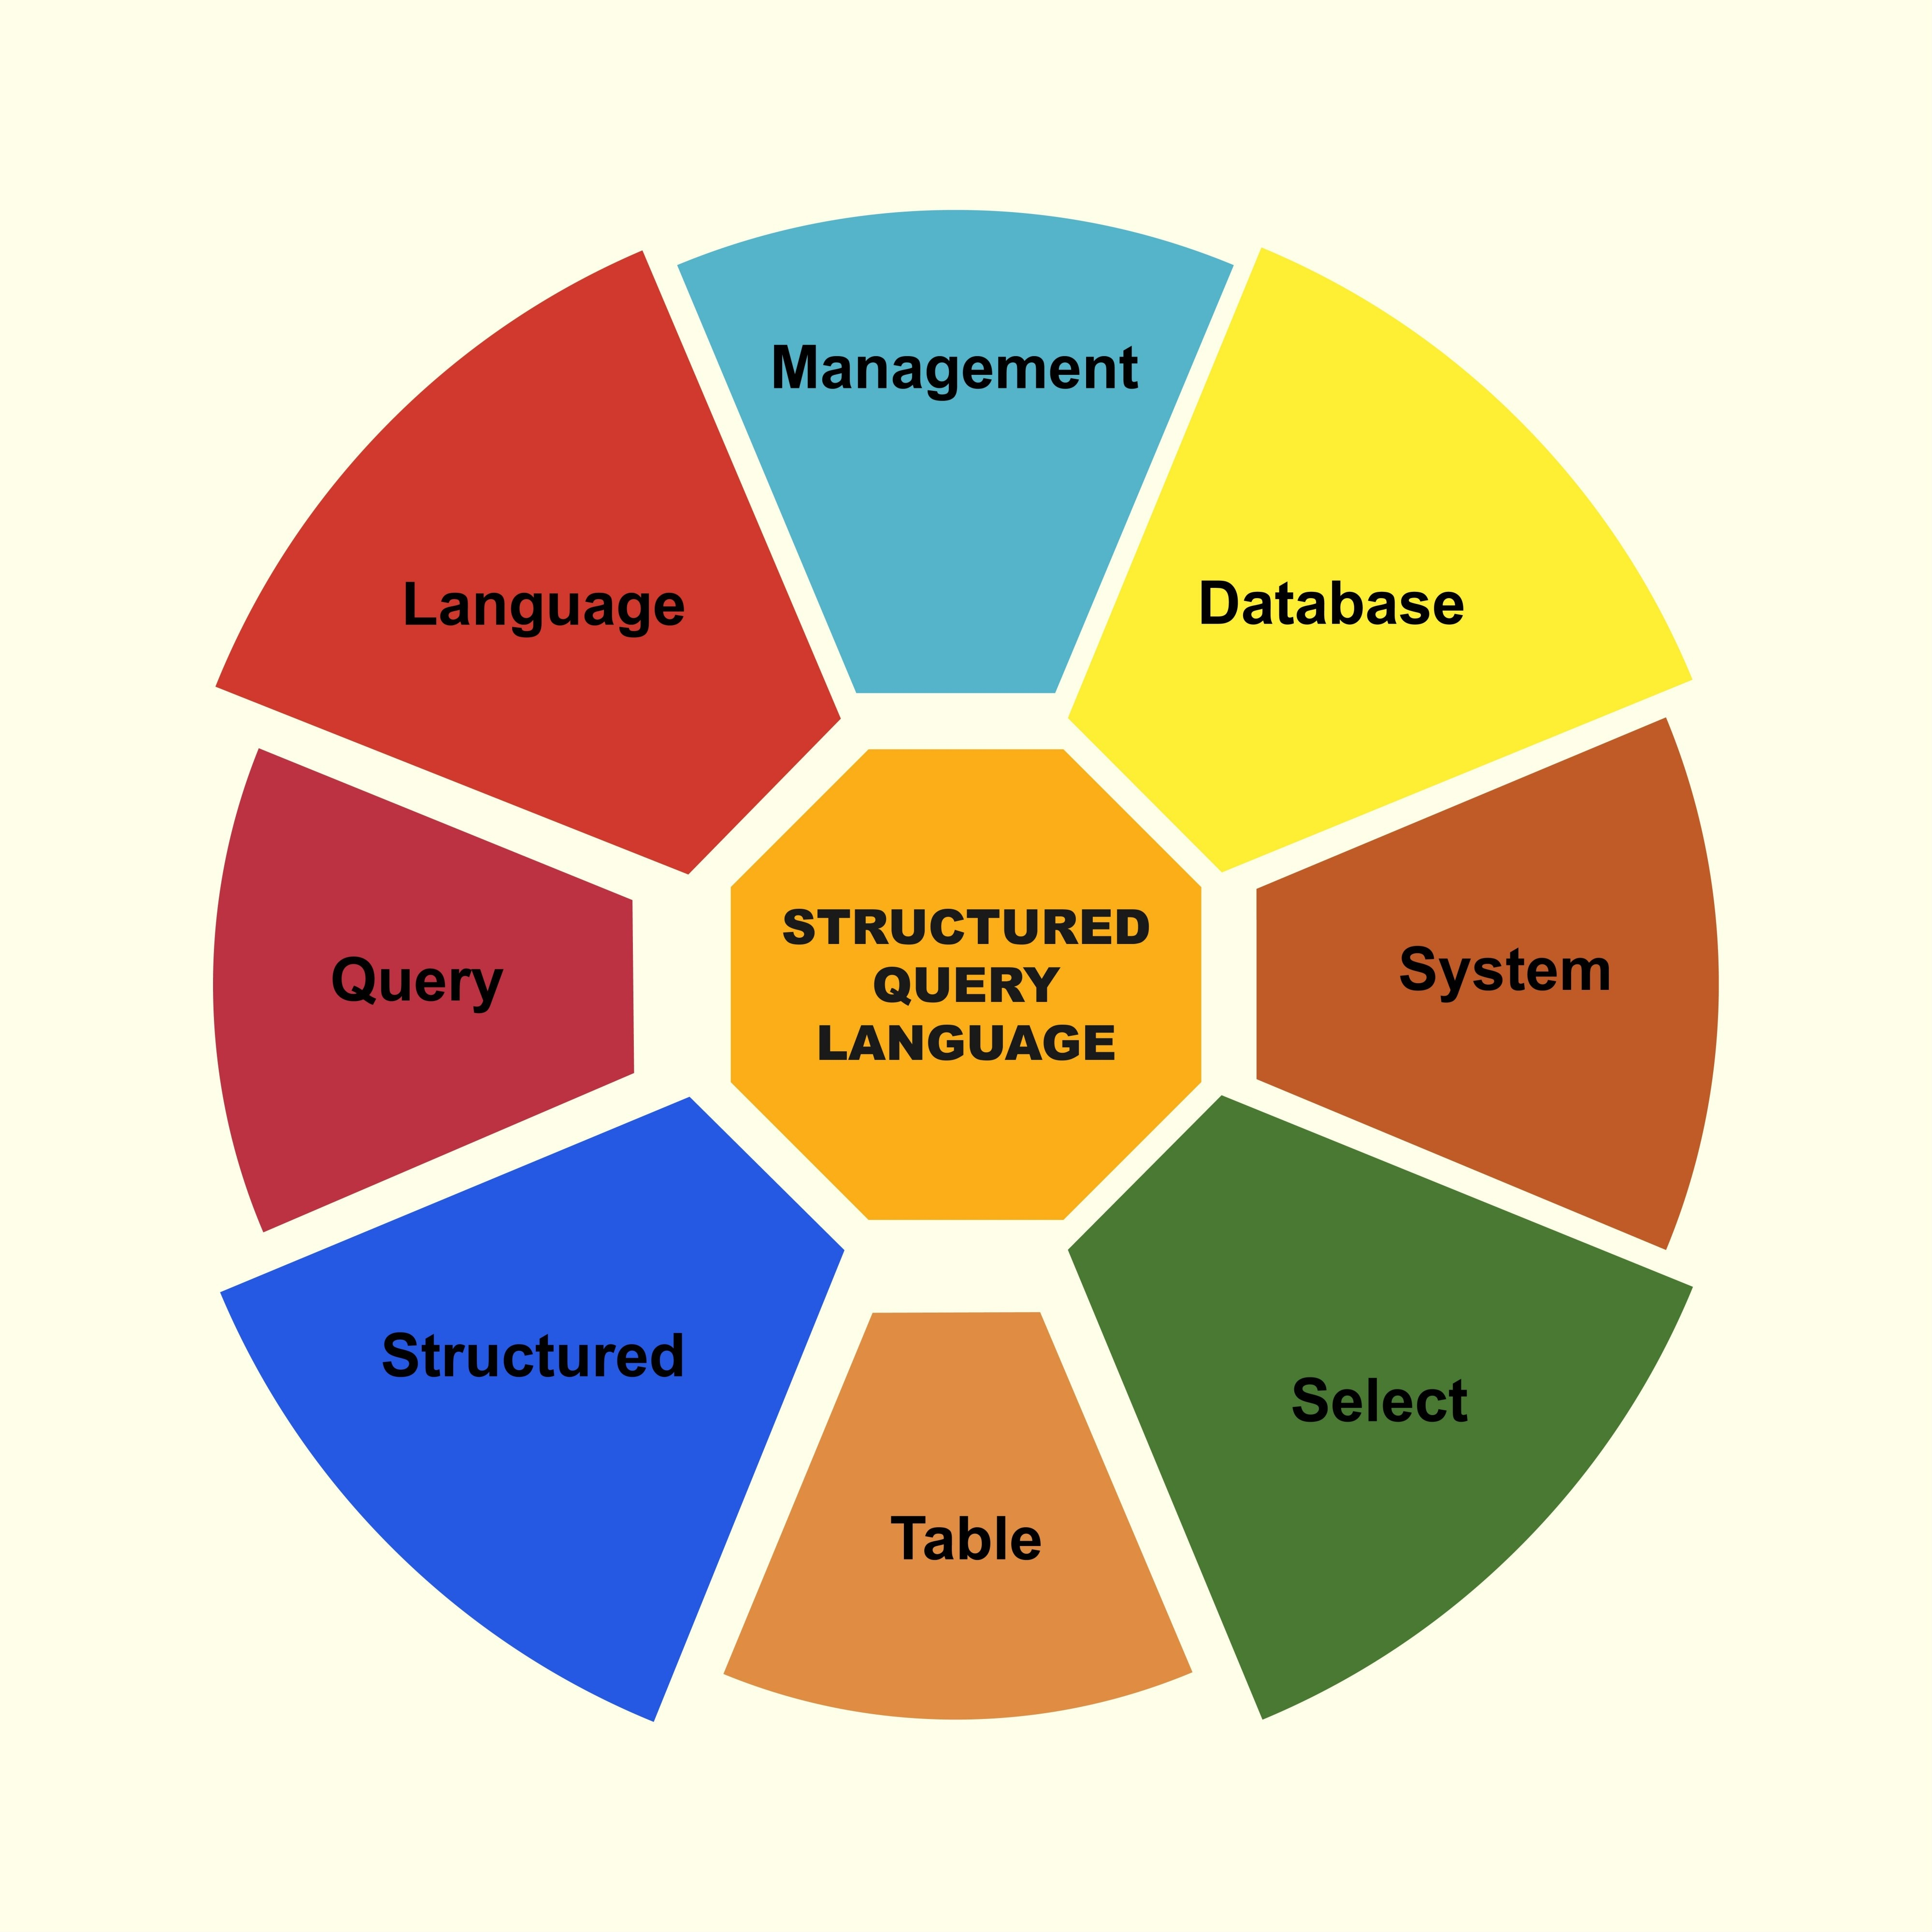 Management
Language
Database
STRUCTURED
QUERY
LANGUAGE
Query
System
Structured
Select
Table